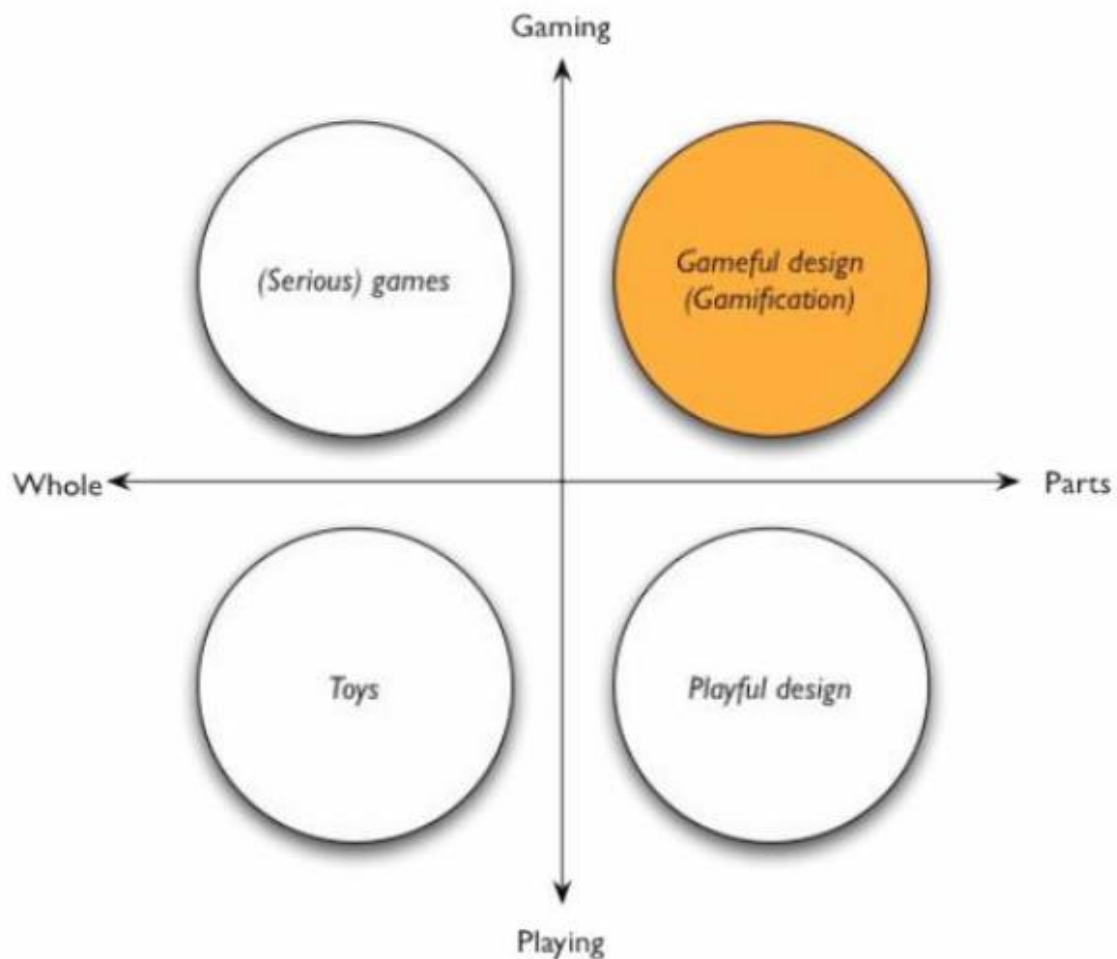 Gaming
(Serious) games
Gameful design
(Gamification)
Whole
Parts
Toys
Playful design
Playing